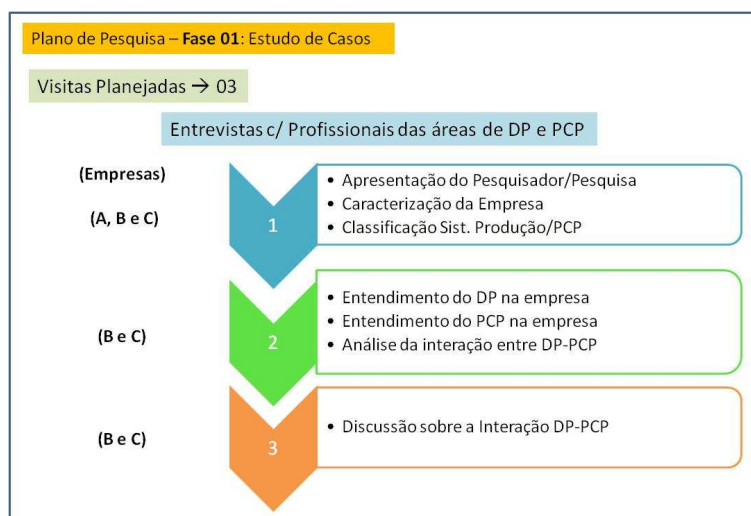 Plano de Pesquisa – Fase 01: Estudo de Casos
Visitas Planejadas → 03
Entrevistas c/ Profissionais das áreas de DP e PCP
(Empresas)
(A, B e C)
1
• Apresentação do Pesquisador/Pesquisa
• Caracterização da Empresa
• Classificação Sist. Produção/PCP
(B e C)
2
• Entendimento do DP na empresa
• Entendimento do PCP na empresa
• Análise da interação entre DP-PCP
(B e C)
3
• Discussão sobre a Interação DP-PCP